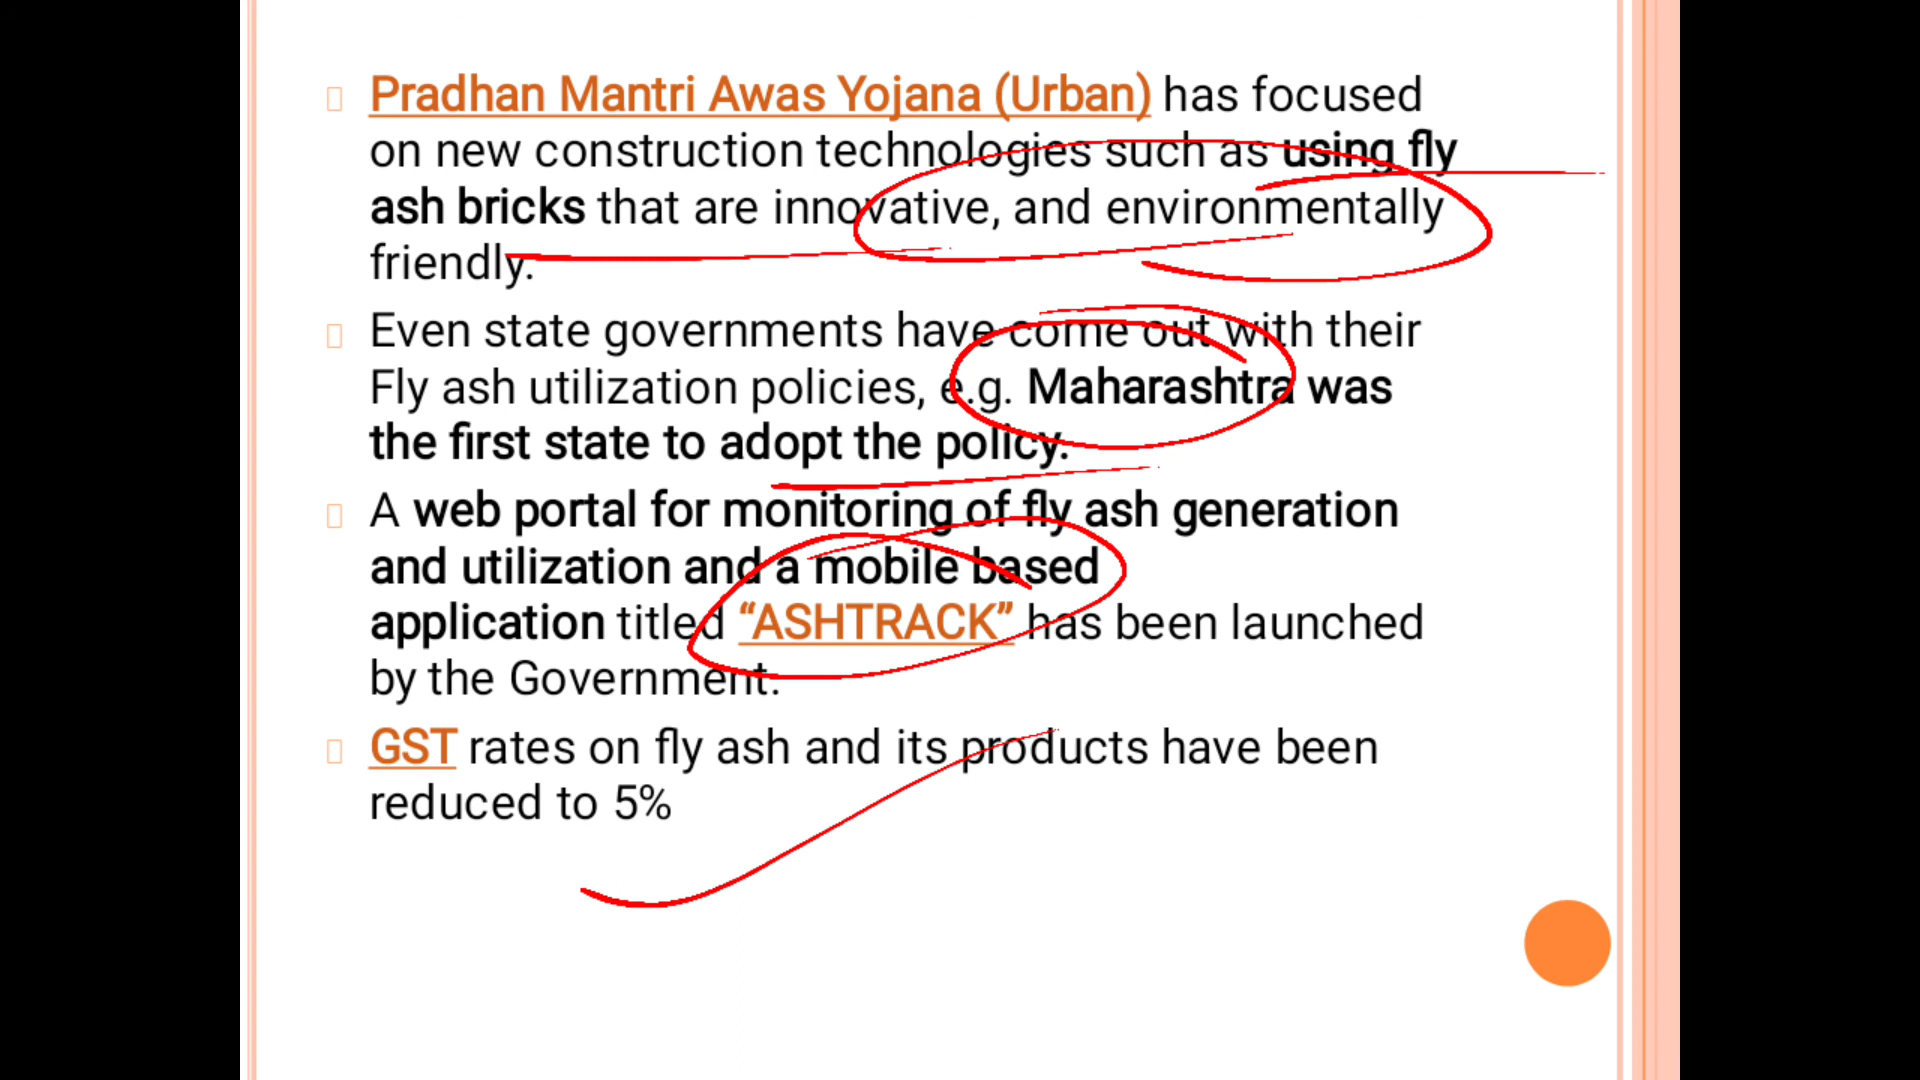 Pradhan Mantri Awas Yojana (Urban) has focused
on new construction technologies such as using fly
ash bricks that are innovative, and environmentally
friendly.
Even state governments have come out with their
Fly ash utilization policies, e.g. Maharashtra was
the first state to adopt the policy.
A web portal for monitoring of fly ash generation
and utilization and a mobile based
application titled “ASHTRACK” has been launched
by the Government.
GST rates on fly ash and its products have been
reduced to 5%